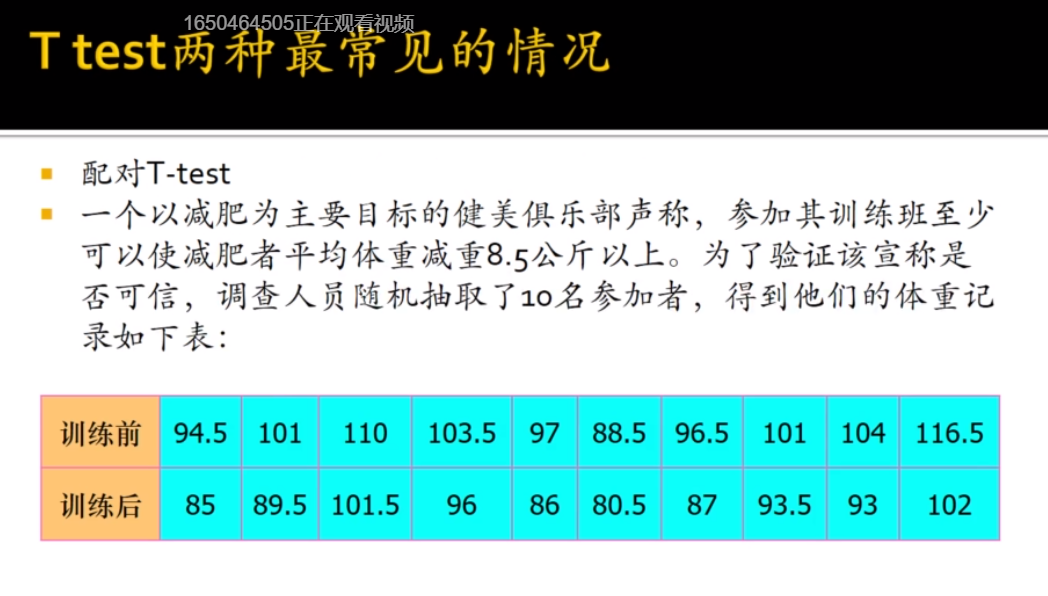 1650464505正在观看视频
T test两种最常见的情况
配对T-test
一个以减肥为主要目标的健美俱乐部声称，参加其训练班至少
可以使减肥者平均体重减重8.5公斤以上。为了验证该宣称是
否可信，调查人员随机抽取了10名参加者，得到他们的体重记
录如下表：
训练前 94.5 101 110 103.5 97 88.5 96.5 101 104 116.5
训练后 85 89.5 101.5 96 86 80.5 87 93.5 93 102